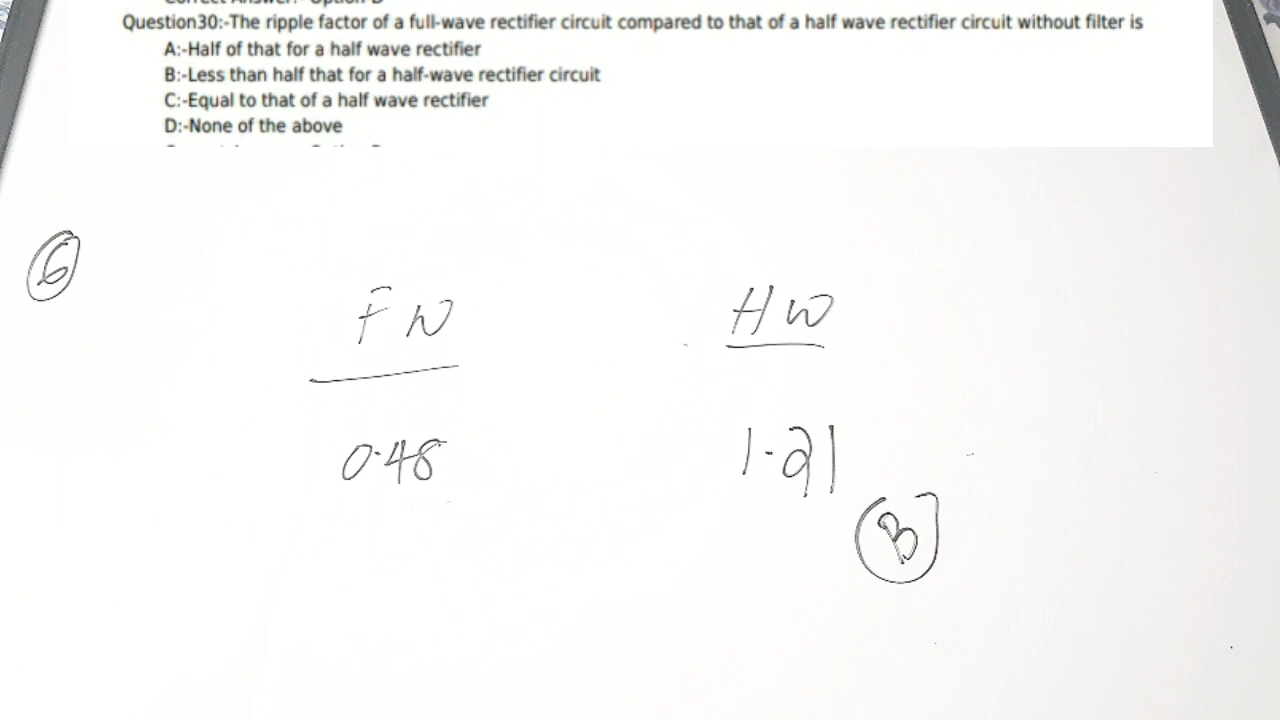 Question30:-The ripple factor of a full-wave rectifier circuit compared to that of a half wave rectifier circuit without filter is
A:-Half of that for a half wave rectifier
B:-Less than half that for a half-wave rectifier circuit
C:-Equal to that of a half wave rectifier
D:-None of the above
6
FW
HW
0.48
1.21
B